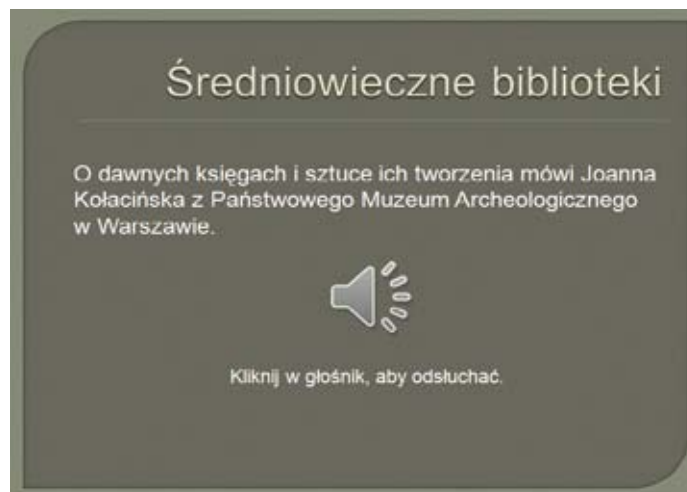 Średniowieczne biblioteki
O dawnych księgach i sztuce ich tworzenia mówi Joanna
Kołacińska z Państwowego Muzeum Archeologicznego
w Warszawie.
Kliknij w głośnik, aby odsłuchać.